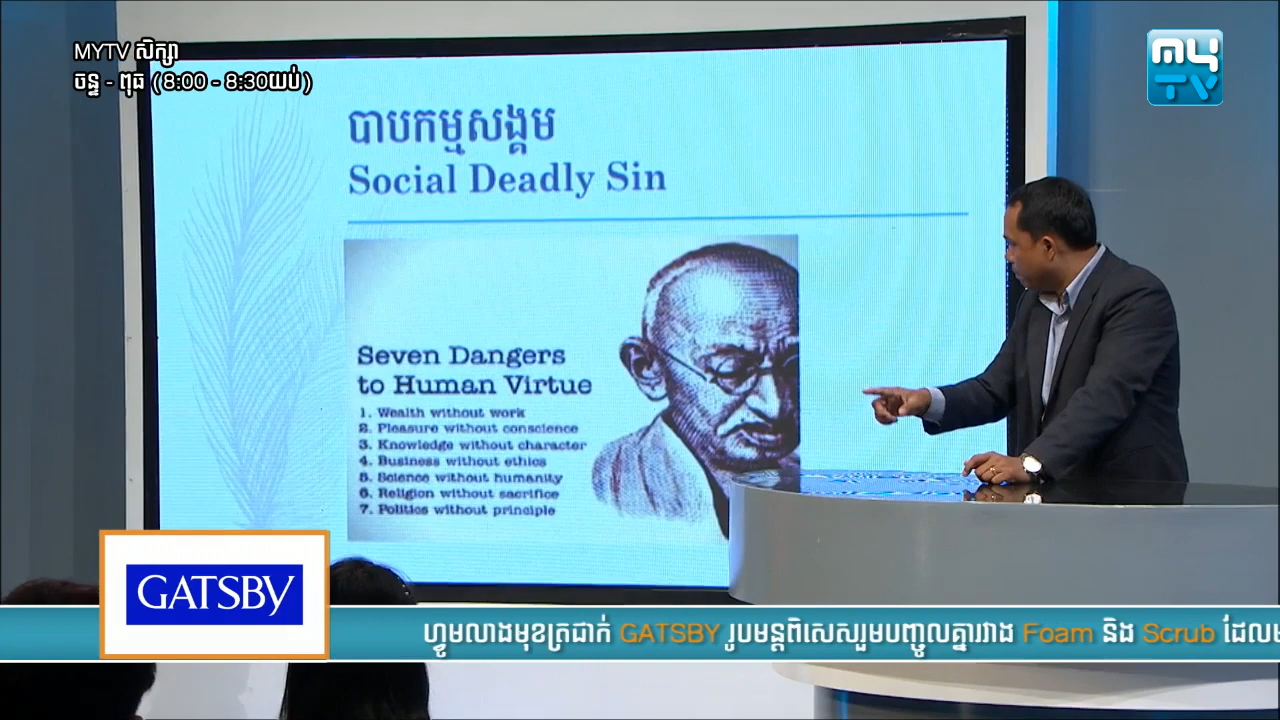 MYTV សិក្សា
ចន្ទ - ពុធ (8:00 - 8:30យប់)
MY
TV
បាបកម្មសង្គម
Social Deadly Sin
Seven Dangers
to Human Virtue
1. Wealth without work
2. Pleasure without conscience
3. Knowledge without character
4. Business without ethics
5. Science without humanity
6. Religion without sacrifice
7. Politics without principle
GATSBY
ហ្វូមលាងមុខត្រជាក់ GATSBY រូបមន្តពិសេសរួមបញ្ចូលគ្នារវាង Foam និង Scrub